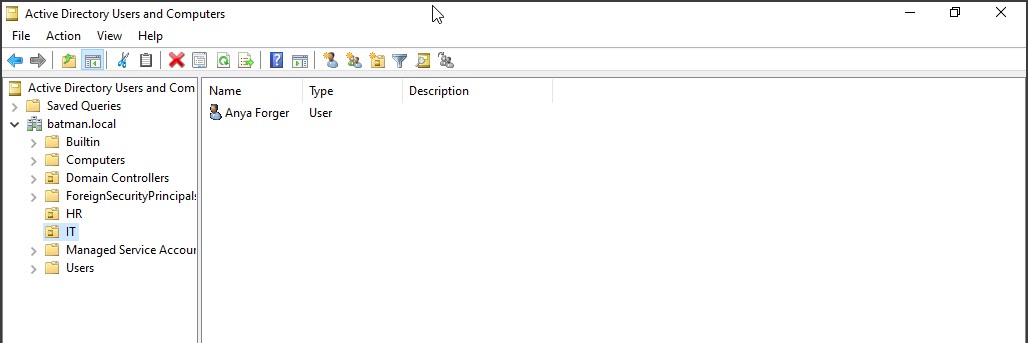 Active Directory Users and Computers
File Action View Help
Active Directory Users and Com
Saved Queries
batman.local
Builtin
Computers
Domain Controllers
ForeignSecurityPrincipals
HR
IT
Managed Service Accour
Users
Name Type Description
Anya Forger User